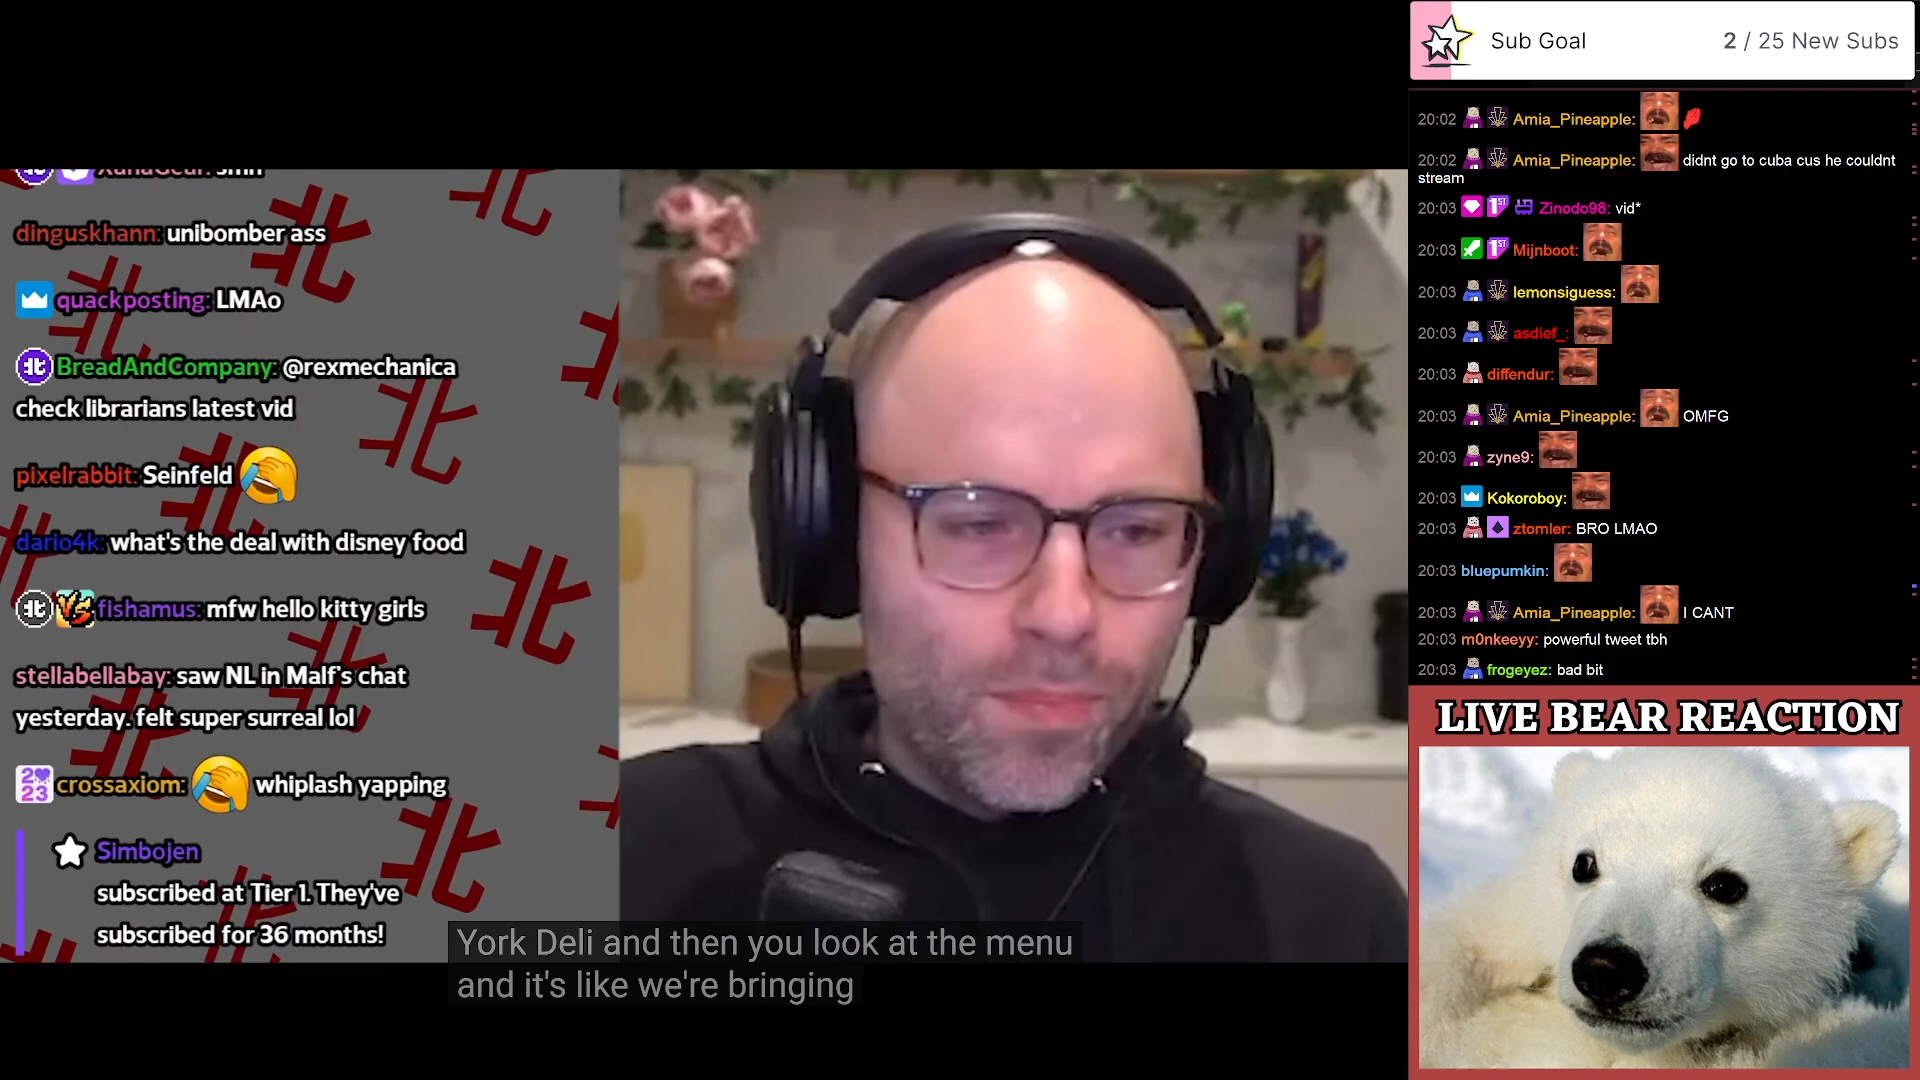 XanaGear: smh
dinguskhann: unibomber ass
quackposting: LMAo
BreadAndCompany: @rexmechanica
check librarians latest vid
pixelrabbit: Seinfeld
dario4k: what's the deal with disney food
fishamus: mfw hello kitty girls
stellabellabay: saw NL in Malf's chat
yesterday. felt super surreal lol
crossaxiom: whiplash yapping
Simbojen
subscribed at Tier 1. They've
subscribed for 36 months!
York Deli and then you look at the menu
and it's like we're bringing
Sub Goal 2 / 25 New Subs
20:02 Amia_Pineapple:
20:02 Amia_Pineapple: didnt go to cuba cus he couldnt
stream
20:03 Zinodo98: vid*
20:03 Mijnboot:
20:03 lemonsiguess:
20:03 asdief_:
20:03 diffendur:
20:03 Amia_Pineapple: OMFG
20:03 zyne9:
20:03 Kokoroboy:
20:03 ztomler: BRO LMAO
20:03 bluepumkin:
20:03 Amia_Pineapple: I CANT
20:03 m0nkeeyy: powerful tweet tbh
20:03 frogeyez: bad bit
LIVE BEAR REACTION